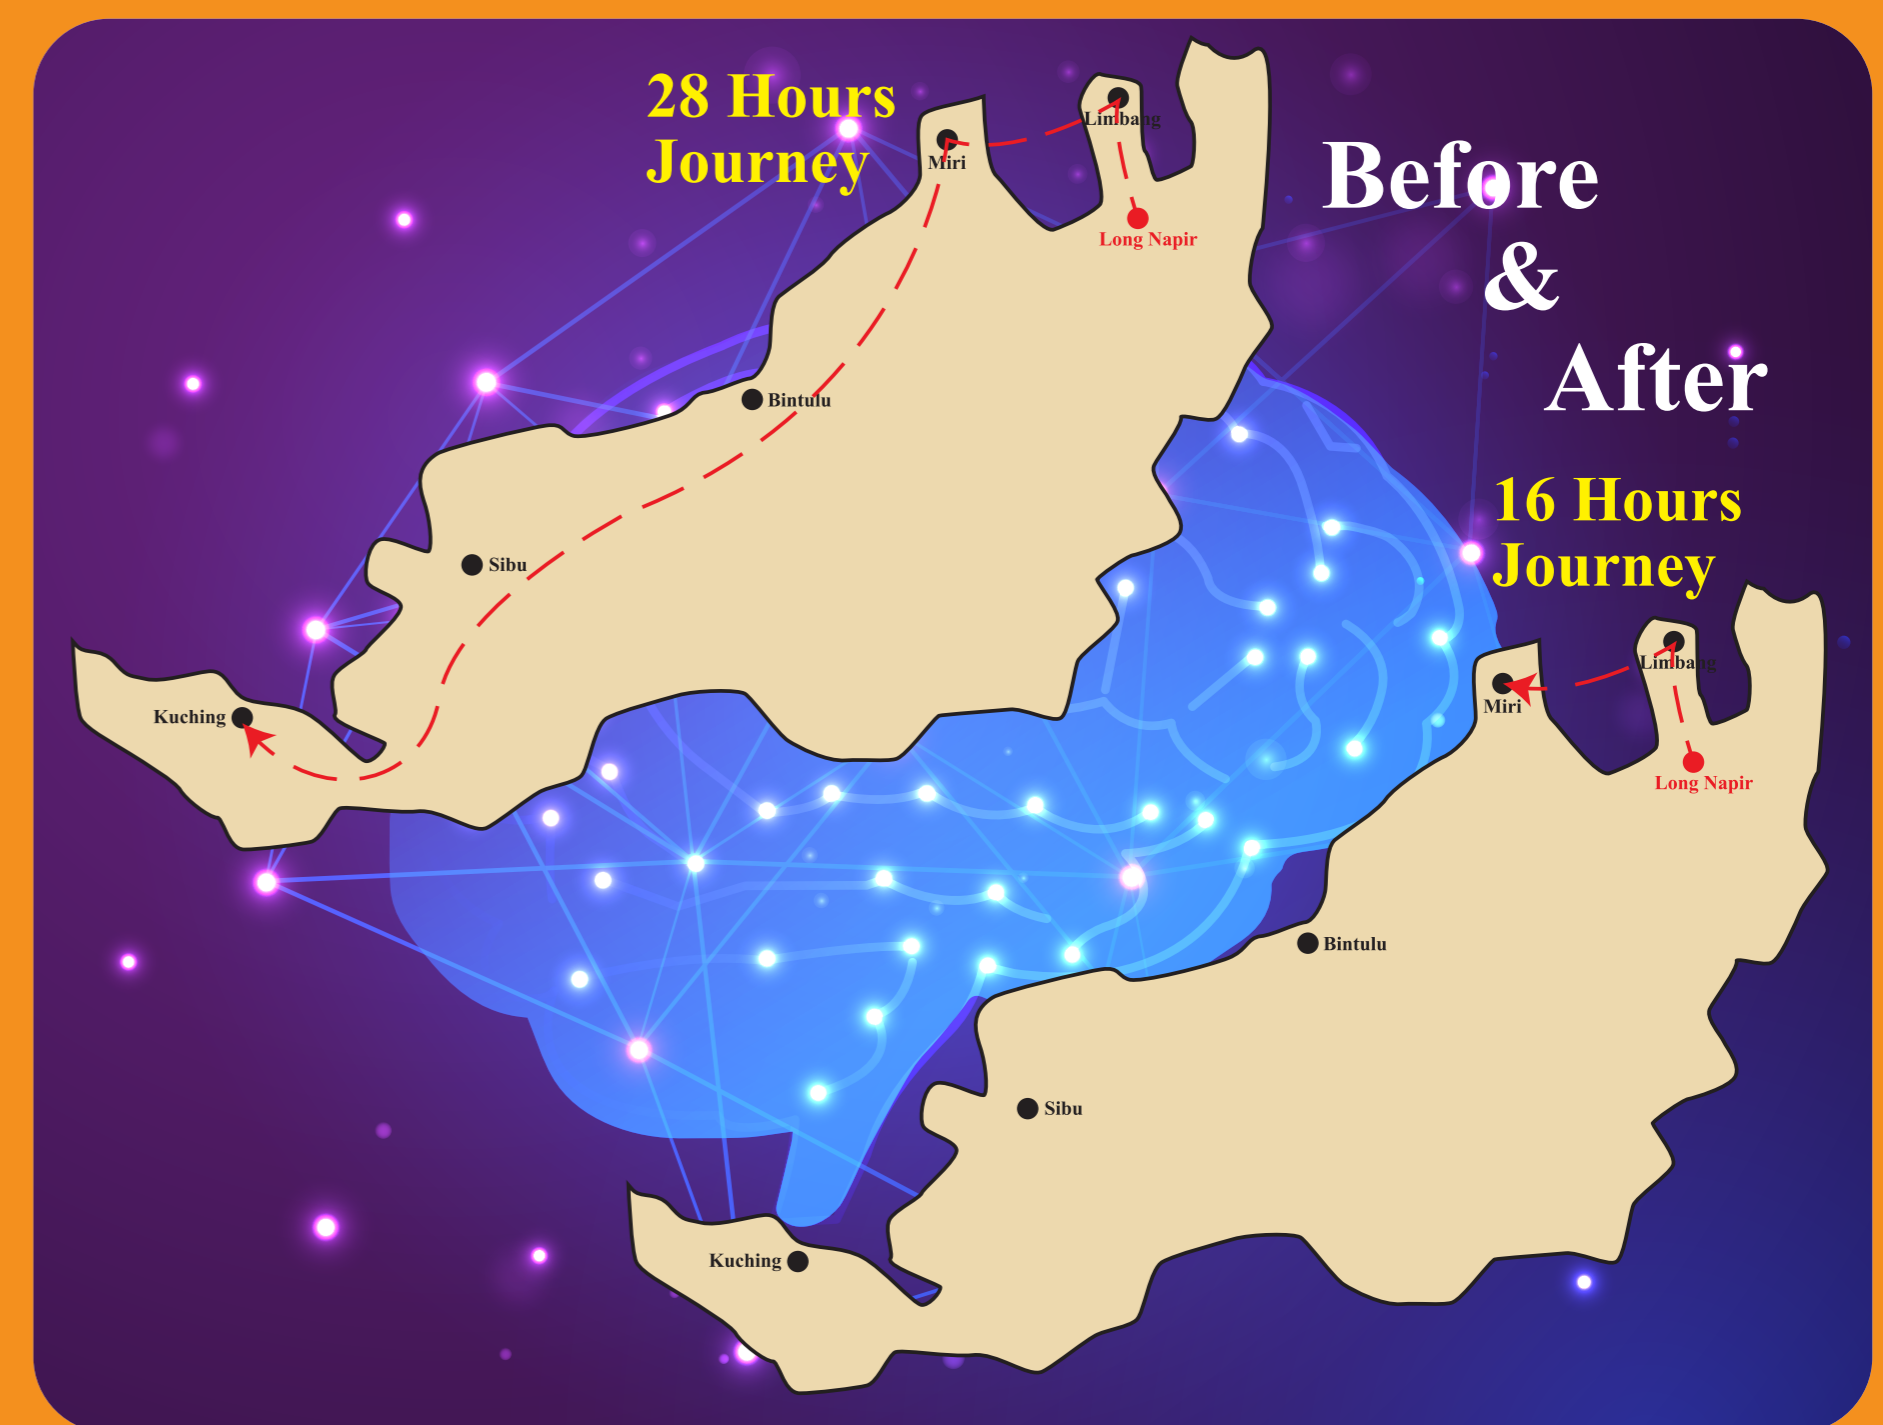 28 Hours
Journey
Before
&
After
Limbang
Miri
Long Napir
Bintulu
Sibu
Kuching
16 Hours
Journey
Limbang
Miri
Long Napir
Bintulu
Sibu
Kuching